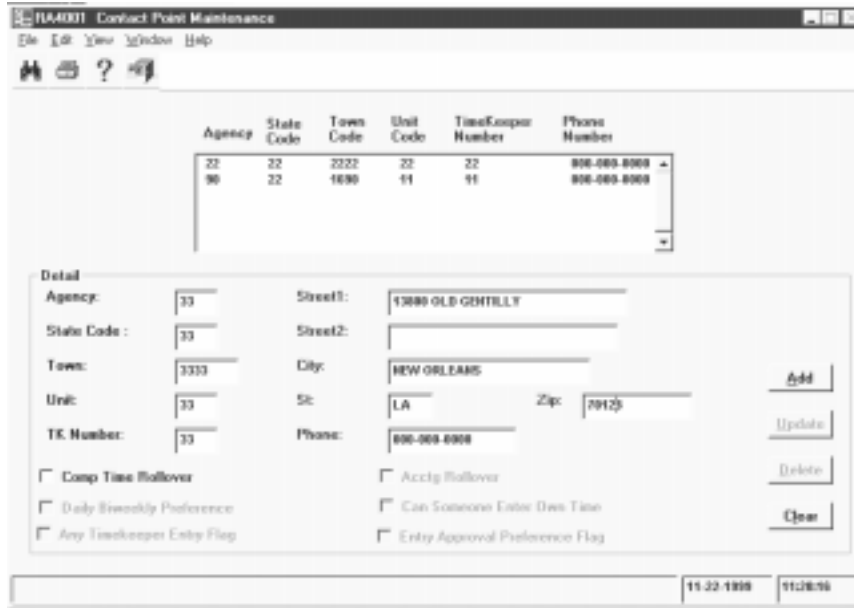 RA4001 Contact Point Maintenance
File Edit View Window Help
Agency State Code Town Code Unit Code TimeKeeper Number Phone Number
22 22 2222 22 22 000-000-0000
90 22 1690 11 11 000-000-0000
Detail
Agency: 33 Street1: 13800 OLD GENTILLY
State Code : 33 Street2:
Town: 3333 City: NEW ORLEANS
Unit: 33 St: LA Zip: 70123
TK Number: 33 Phone: 000-000-0000
Add
Update
Delete
Clear
Comp Time Rollover Acctg Rollover
Daily Biweekly Preference Can Someone Enter Own Time
Any Timekeeper Entry Flag Entry Approval Preference Flag
11-22-1999 11:28:16